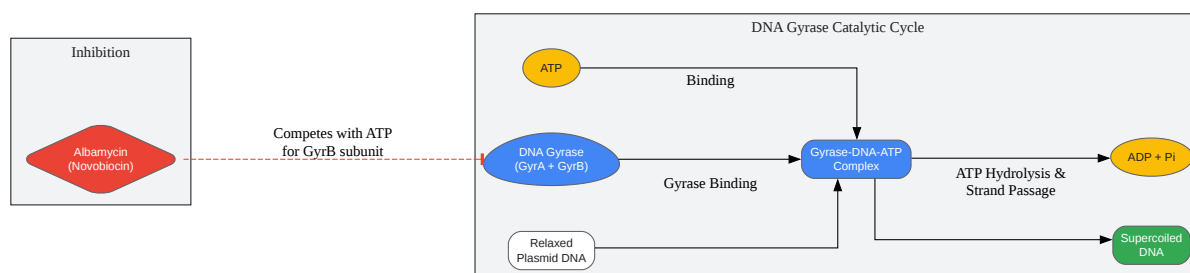 Inhibition
Albamycin
(Novobiocin)
Competes with ATP
for GyrB subunit
DNA Gyrase Catalytic Cycle
ATP
Binding
DNA Gyrase
(GyrA + GyrB)
Gyrase Binding
Relaxed
Plasmid DNA
Gyrase-DNA-ATP
Complex
ATP Hydrolysis &
Strand Passage
ADP + Pi
Supercoiled
DNA